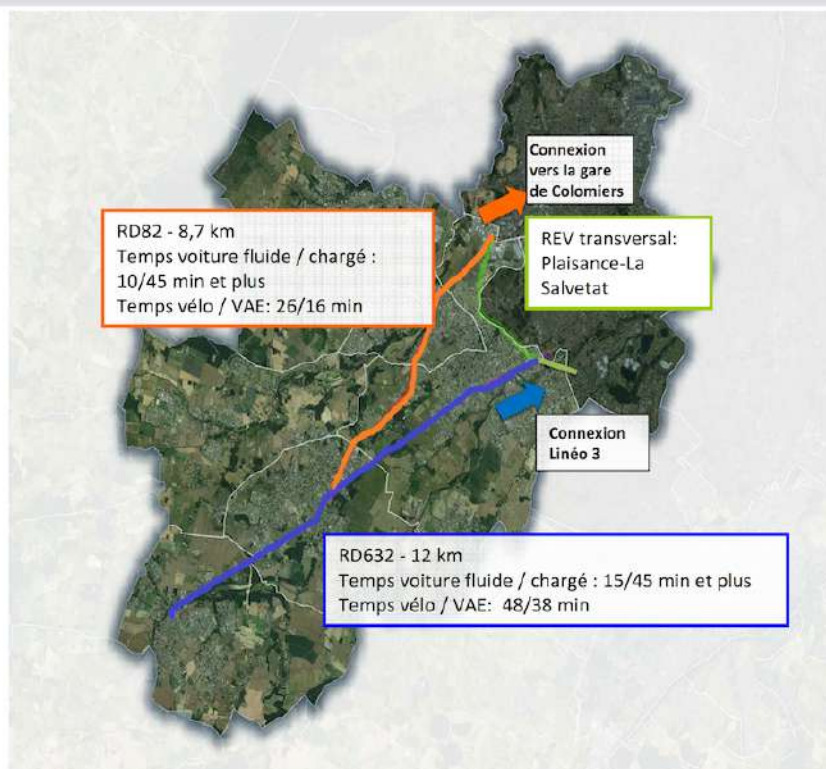 Connexion
vers la gare
de Colomiers
RD82 - 8,7 km
Temps voiture fluide / chargé :
10/45 min et plus
Temps vélo / VAE: 26/16 min
REV transversal:
Plaisance-La
Salvetat
Connexion
Linéo 3
RD632 - 12 km
Temps voiture fluide / chargé : 15/45 min et plus
Temps vélo / VAE:  48/38 min